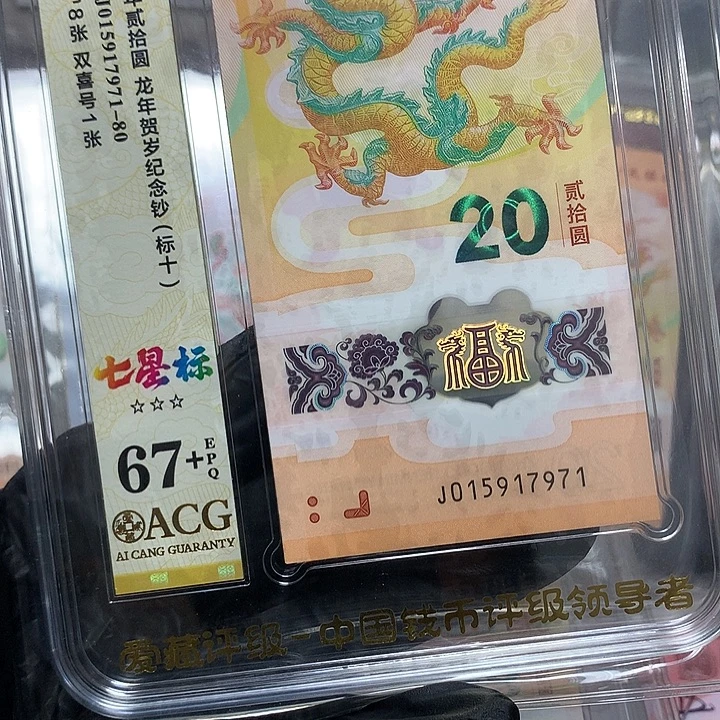 年贰拾圆 龙年贺岁纪念钞(标十)
J015917971-80
8张 双喜号1张
七星标
☆☆☆
67+
EPQ
ACG
AI CANG GUARANTY
20
贰拾圆
福
J015917971
爱藏评级-中国钱币评级领导者